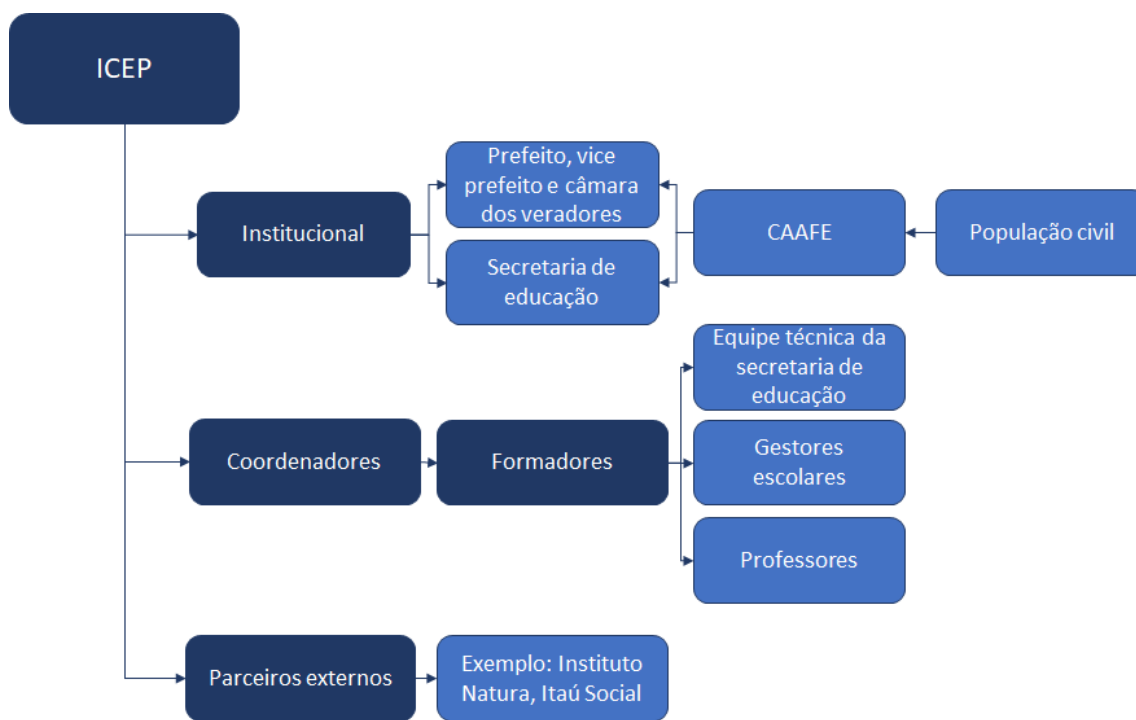 ICEP
Prefeito, vice
prefeito e câmara
dos veradores
Institucional
CAAFE
População civil
Secretaria de
educação
Equipe técnica da
secretaria de
educação
Coordenadores
Formadores
Gestores
escolares
Professores
Parceiros externos
Exemplo: Instituto
Natura, Itaú Social